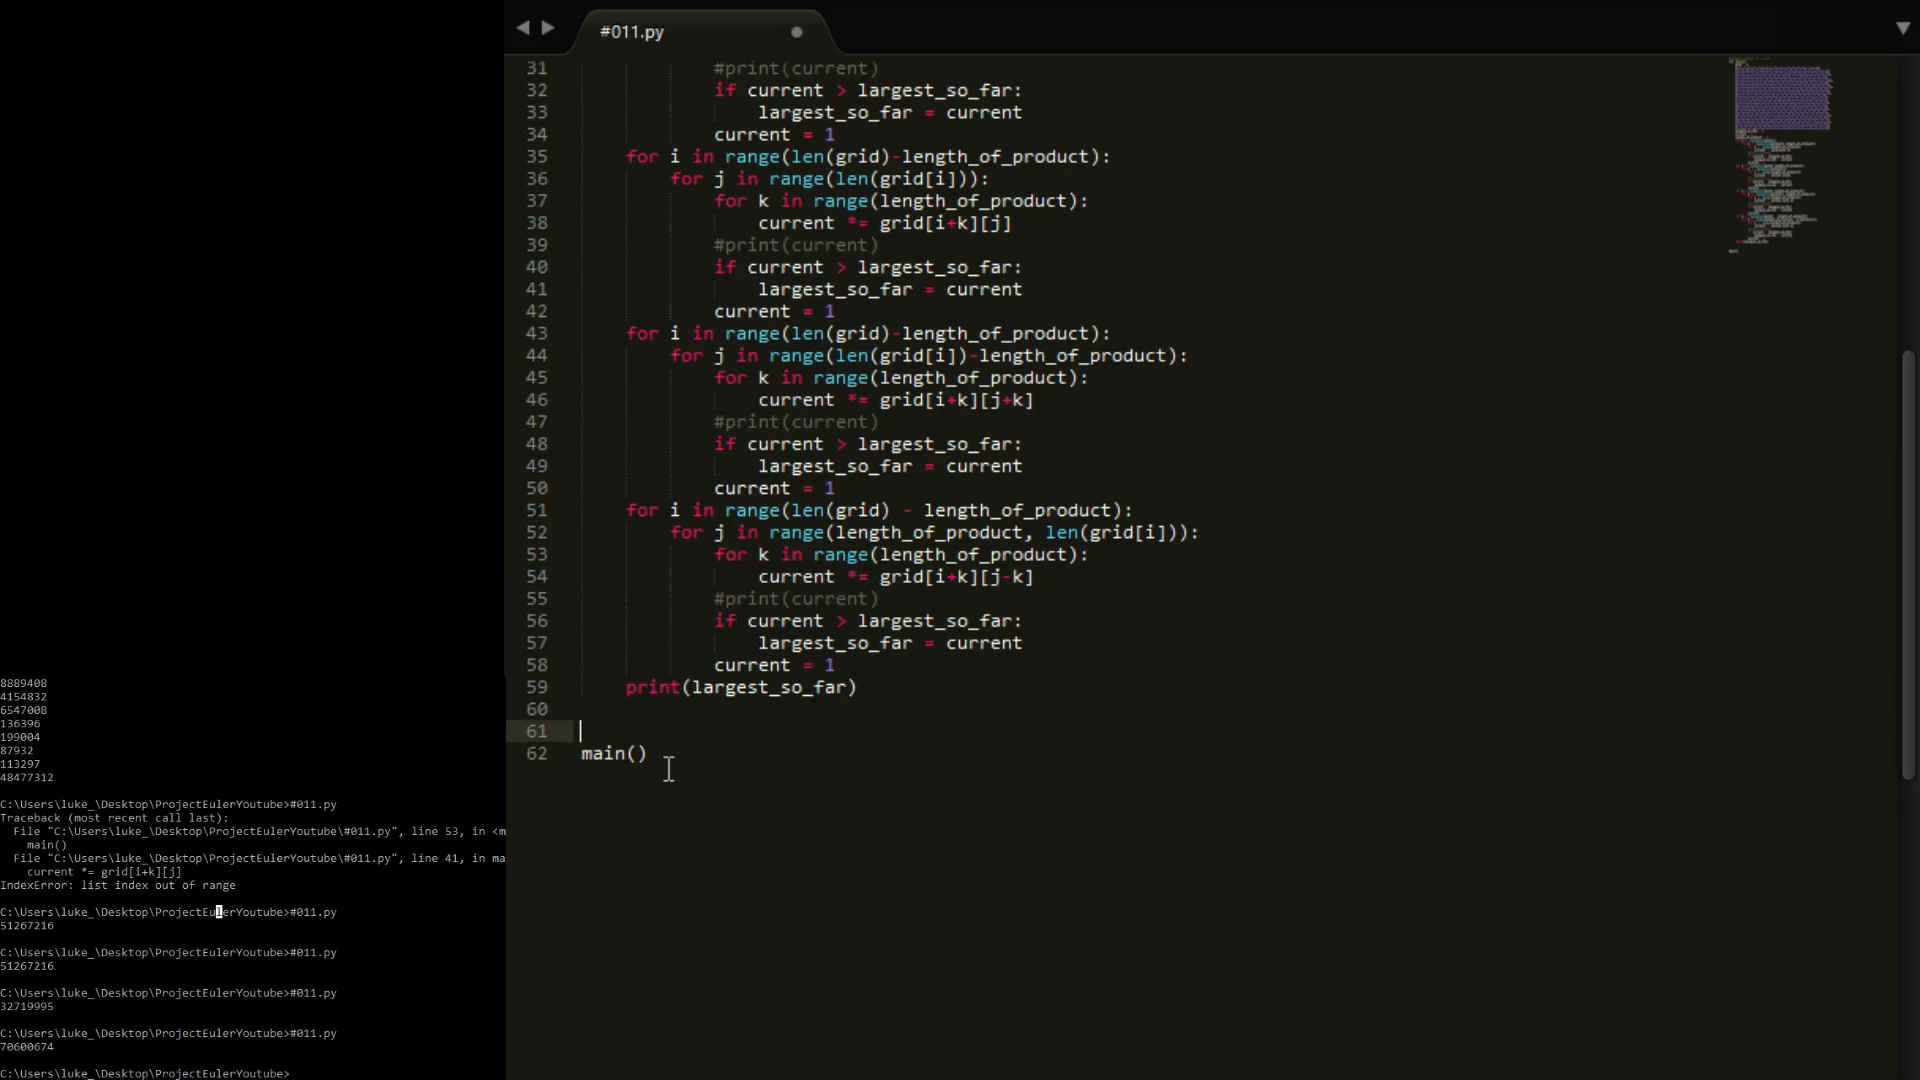 8889408
4154832
6547008
136396
199004
87932
113297
48477312
C:\Users\luke_\Desktop\ProjectEulerYoutube>#011.py
Traceback (most recent call last):
File "C:\Users\luke_\Desktop\ProjectEulerYoutube\#011.py", line 53, in <m
main()
File "C:\Users\luke_\Desktop\ProjectEulerYoutube\#011.py", line 41, in ma
current *= grid[i+k][j]
IndexError: list index out of range
C:\Users\luke_\Desktop\ProjectEulerYoutube>#011.py
51267216
C:\Users\luke_\Desktop\ProjectEulerYoutube>#011.py
51267216
C:\Users\luke_\Desktop\ProjectEulerYoutube>#011.py
32719995
C:\Users\luke_\Desktop\ProjectEulerYoutube>#011.py
70600674
C:\Users\luke_\Desktop\ProjectEulerYoutube>
#011.py
31 #print(current)
32 if current > largest_so_far:
33 largest_so_far = current
34 current = 1
35 for i in range(len(grid)-length_of_product):
36 for j in range(len(grid[i])):
37 for k in range(length_of_product):
38 current *= grid[i+k][j]
39 #print(current)
40 if current > largest_so_far:
41 largest_so_far = current
42 current = 1
43 for i in range(len(grid)-length_of_product):
44 for j in range(len(grid[i])-length_of_product):
45 for k in range(length_of_product):
46 current *= grid[i+k][j+k]
47 #print(current)
48 if current > largest_so_far:
49 largest_so_far = current
50 current = 1
51 for i in range(len(grid) - length_of_product):
52 for j in range(length_of_product, len(grid[i])):
53 for k in range(length_of_product):
54 current *= grid[i+k][j-k]
55 #print(current)
56 if current > largest_so_far:
57 largest_so_far = current
58 current = 1
59 print(largest_so_far)
60
61
62 main()